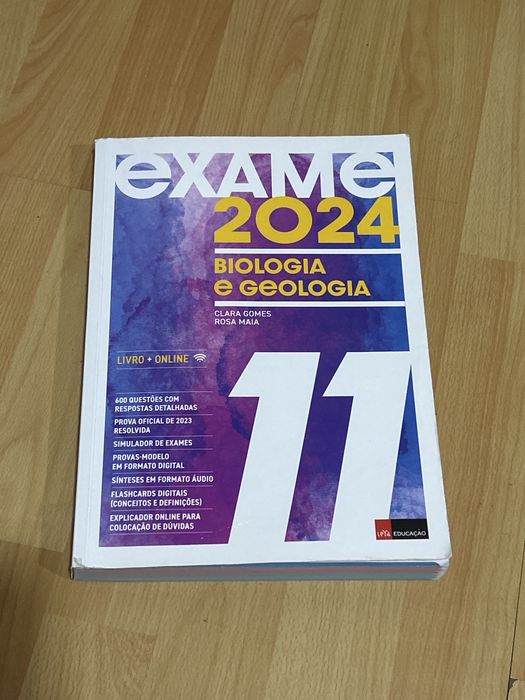 exame
2024
BIOLOGIA
e GeOLOGIA
CLARA GOMES
ROSA MAIA
LIVRO + ONLINE
600 QUESTÕES COM
RESPOSTAS DETALHADAS
PROVA OFICIAL DE 2023
RESOLVIDA
SIMULADOR DE EXAMES
PROVAS-MODELO
EM FORMATO DIGITAL
SÍNTESES EM FORMATO ÁUDIO
FLASHCARDS DIGITAIS
(CONCEITOS E DEFINIÇÕES)
EXPLICADOR ONLINE PARA
COLOCAÇÃO DE DÚVIDAS
11
LeYa EDUCAÇÃO